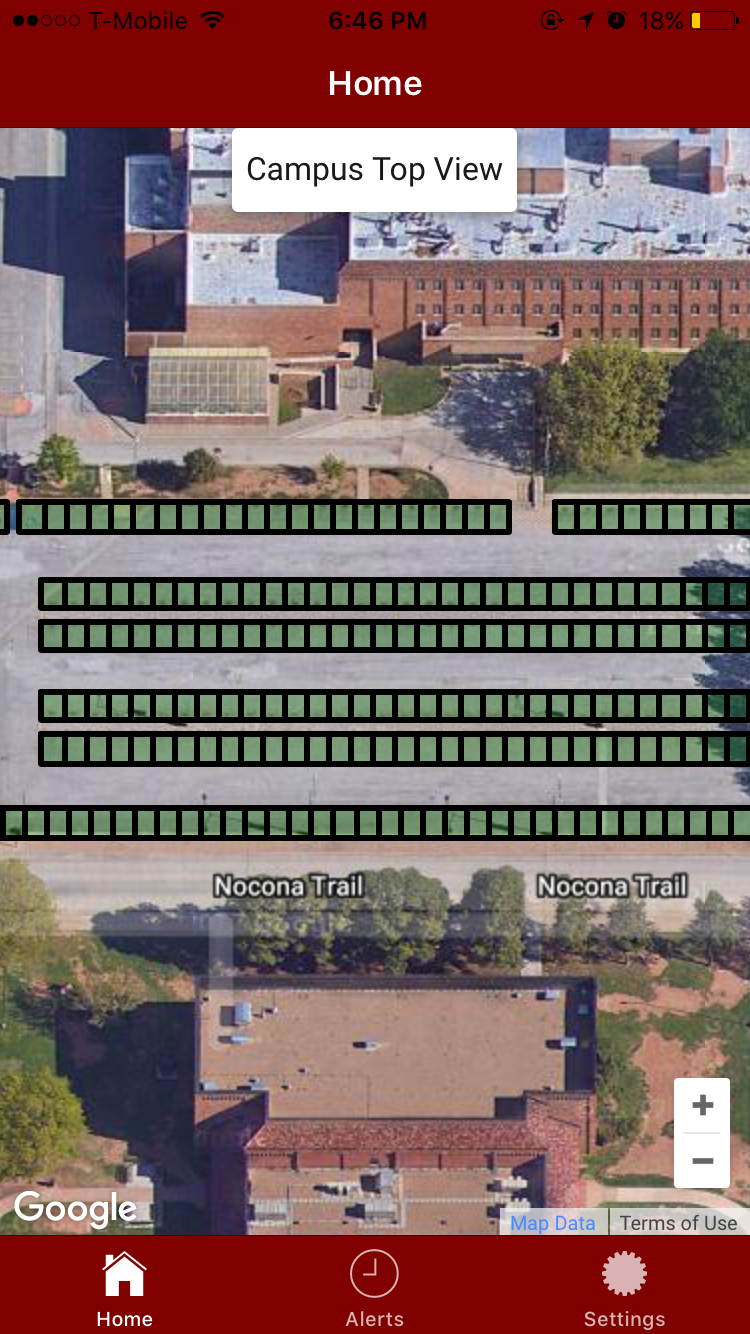 T-Mobile 6:46 PM 18%
Home
Campus Top View
Nocona Trail Nocona Trail
+
−
Google
Map Data Terms of Use
Home Alerts Settings